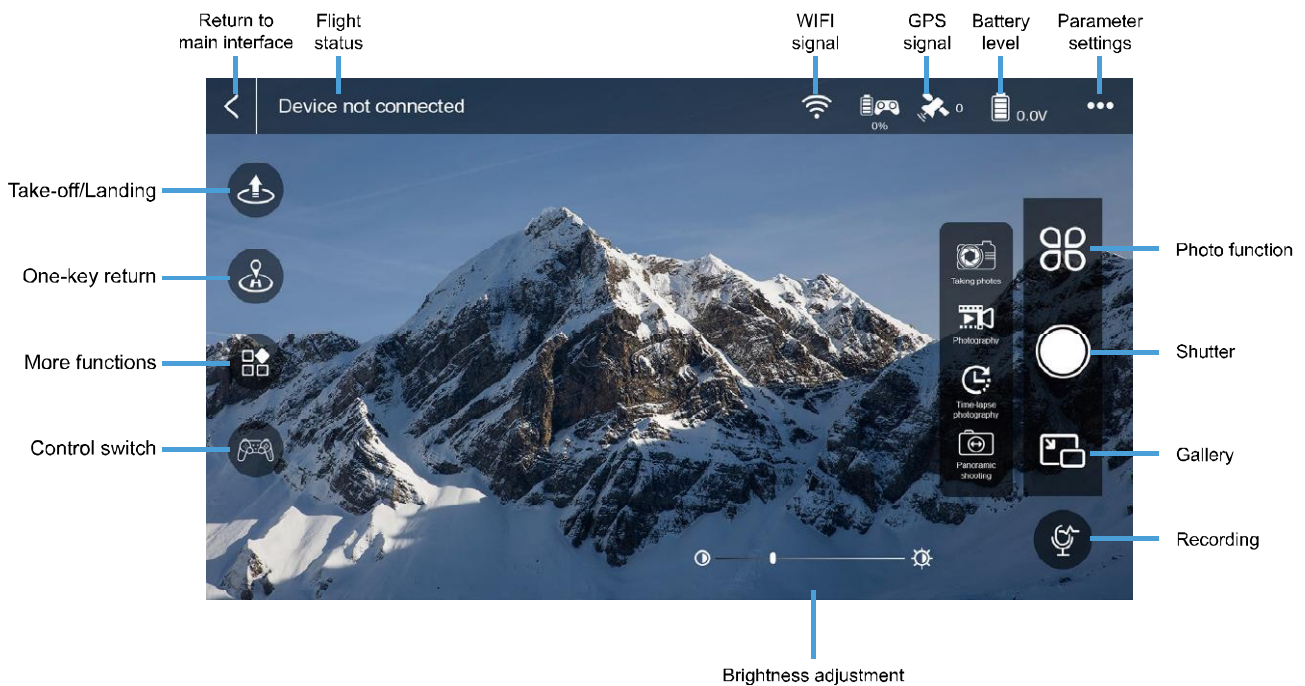 Return to
main interface
Flight
status
WIFI
signal
GPS
signal
Battery
level
Parameter
settings
Device not connected
0%
0
0.0V
Take-off/Landing
One-key return
More functions
Control switch
Taking photos
Photography
Time-lapse
photography
Panoramic
shooting
Photo function
Shutter
Gallery
Recording
Brightness adjustment